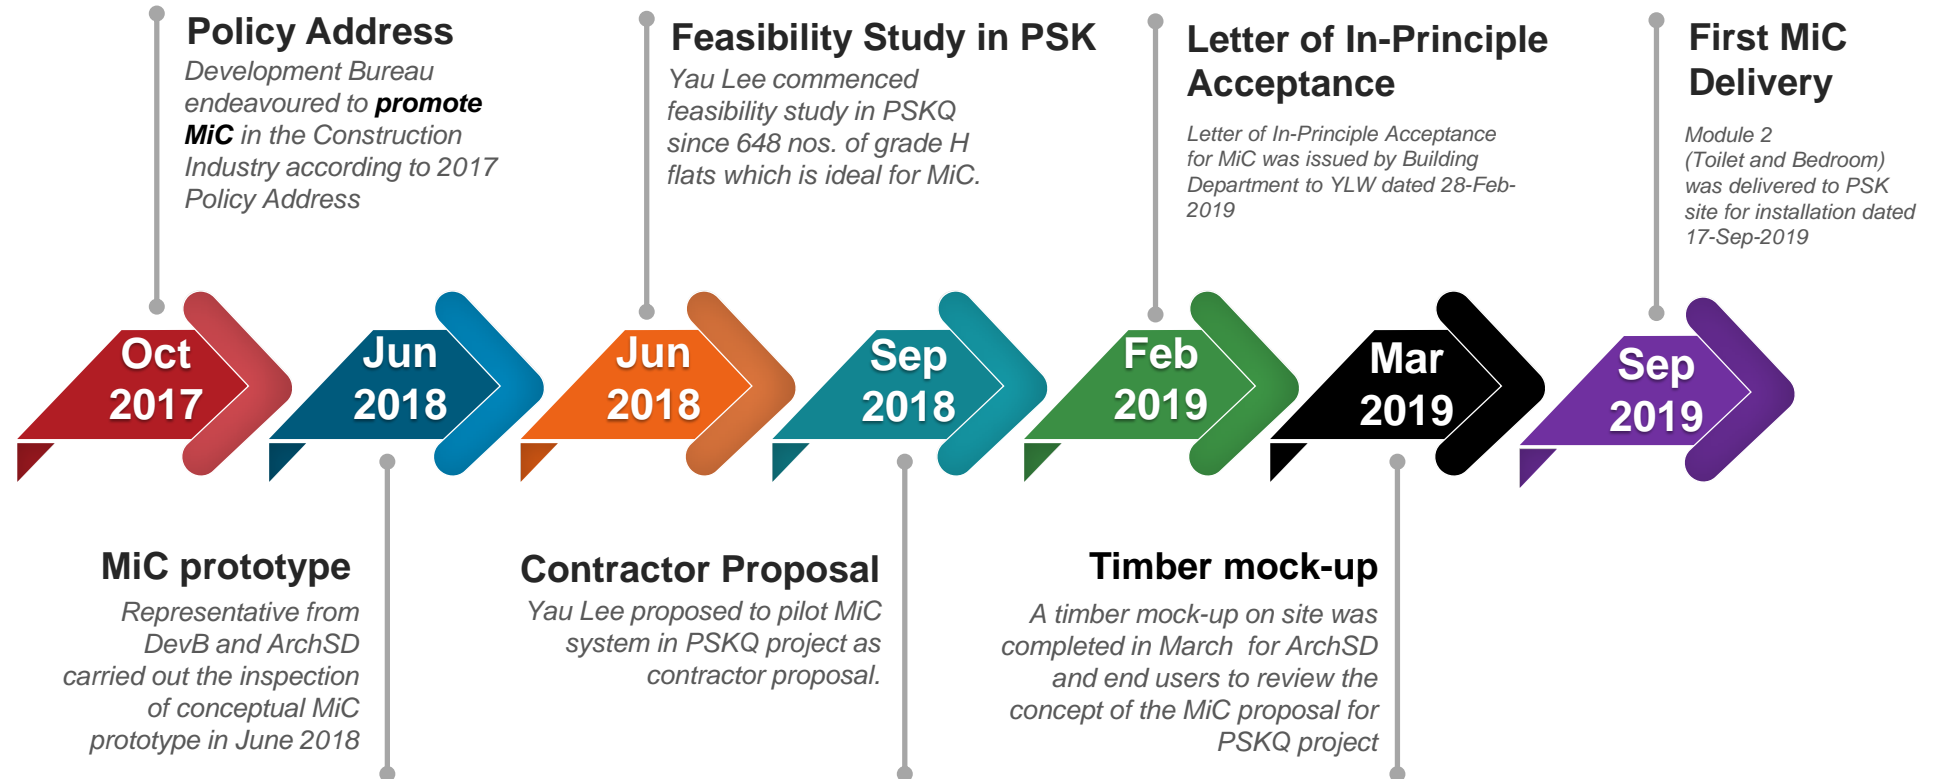 Policy Address
Development Bureau
endeavoured to promote
MiC in the Construction
Industry according to 2017
Policy Address
Feasibility Study in PSK
Yau Lee commenced
feasibility study in PSKQ
since 648 nos. of grade H
flats which is ideal for MiC.
Letter of In-Principle
Acceptance
Letter of In-Principle Acceptance
for MiC was issued by Building
Department to YLW dated 28-Feb-
2019
First MiC
Delivery
Module 2
(Toilet and Bedroom)
was delivered to PSK
site for installation dated
17-Sep-2019
Oct
2017
Jun
2018
Jun
2018
Sep
2018
Feb
2019
Mar
2019
Sep
2019
MiC prototype
Representative from
DevB and ArchSD
carried out the inspection
of conceptual MiC
prototype in June 2018
Contractor Proposal
Yau Lee proposed to pilot MiC
system in PSKQ project as
contractor proposal.
Timber mock-up
A timber mock-up on site was
completed in March for ArchSD
and end users to review the
concept of the MiC proposal for
PSKQ project